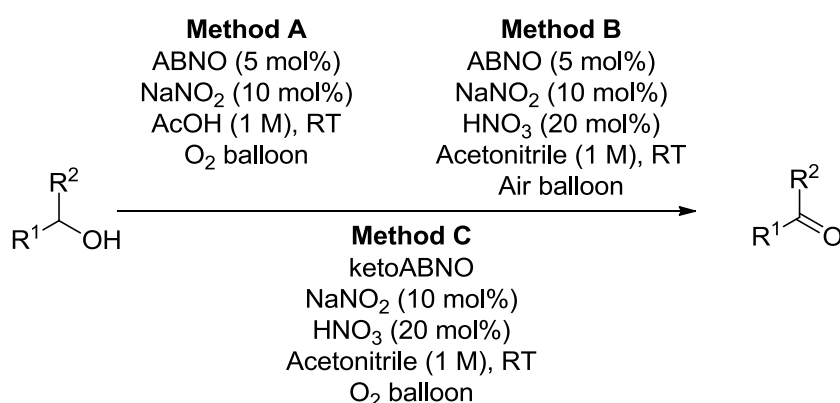 Method A
ABNO (5 mol%)
NaNO₂ (10 mol%)
AcOH (1 M), RT
O₂ balloon
Method B
ABNO (5 mol%)
NaNO₂ (10 mol%)
HNO₃ (20 mol%)
Acetonitrile (1 M), RT
Air balloon
R²
R¹
OH
Method C
ketoABNO
NaNO₂ (10 mol%)
HNO₃ (20 mol%)
Acetonitrile (1 M), RT
O₂ balloon
R²
R¹
O